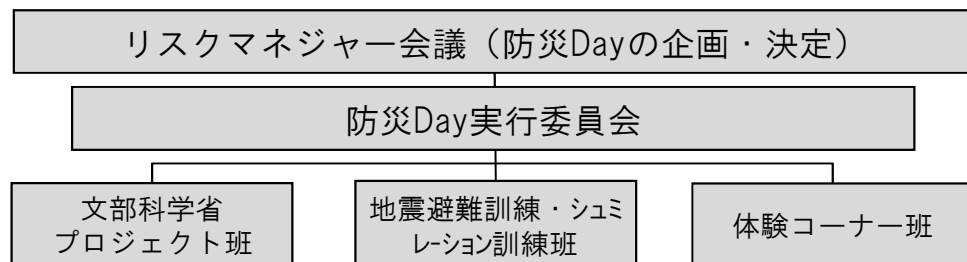 リスクマネジャー会議（防災Dayの企画・決定）
防災Day実行委員会
文部科学省
プロジェクト班
地震避難訓練・シュミ
レーション訓練班
体験コーナー班